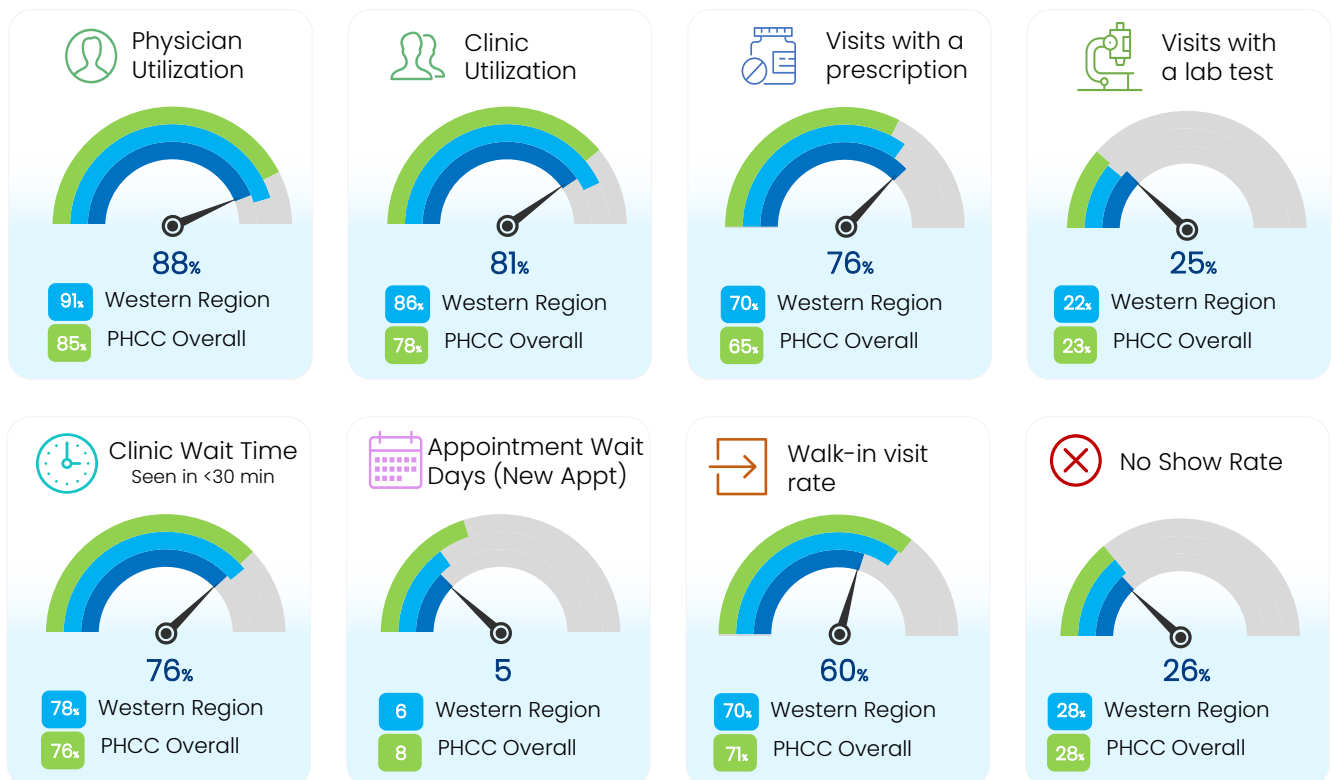 Physician
Utilization
88%
91% Western Region
85% PHCC Overall
Clinic
Utilization
81%
86% Western Region
78% PHCC Overall
Visits with a
prescription
76%
70% Western Region
65% PHCC Overall
Visits with
a lab test
25%
22% Western Region
23% PHCC Overall
Clinic Wait Time
Seen in <30 min
76%
78% Western Region
76% PHCC Overall
Appointment Wait
Days (New Appt)
5
6 Western Region
8 PHCC Overall
Walk-in visit
rate
60%
70% Western Region
71% PHCC Overall
No Show Rate
26%
28% Western Region
28% PHCC Overall